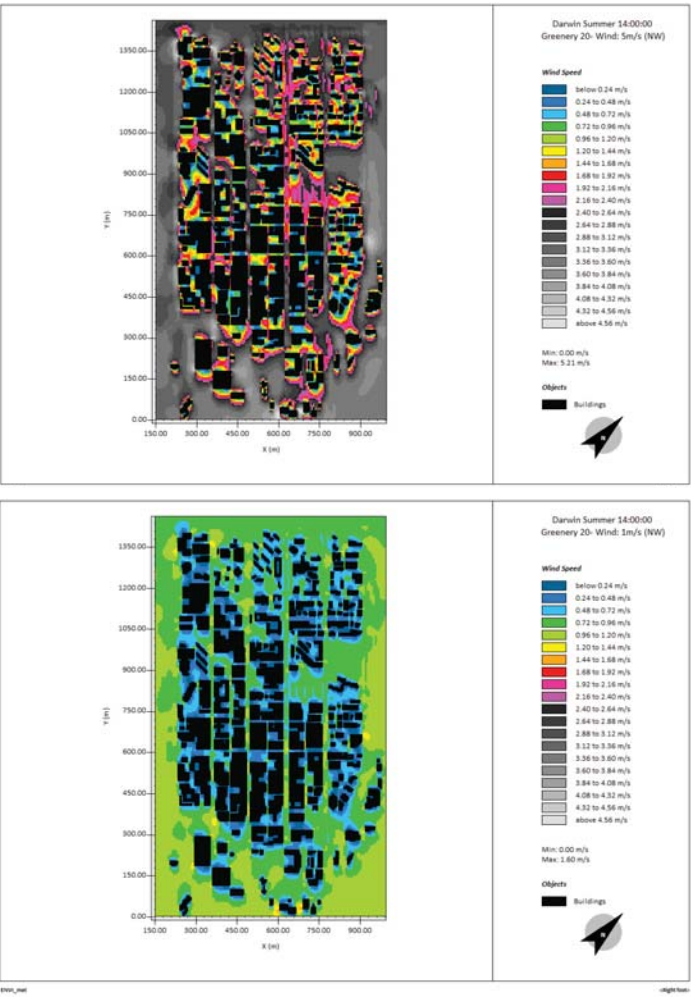 Darwin Summer 14:00:00
Greenery 20- Wind: 5m/s (NW)
Wind Speed
below 0.24 m/s
0.24 to 0.48 m/s
0.48 to 0.72 m/s
0.72 to 0.96 m/s
0.96 to 1.20 m/s
1.20 to 1.44 m/s
1.44 to 1.68 m/s
1.68 to 1.92 m/s
1.92 to 2.16 m/s
2.16 to 2.40 m/s
2.40 to 2.64 m/s
2.64 to 2.88 m/s
2.88 to 3.12 m/s
3.12 to 3.36 m/s
3.36 to 3.60 m/s
3.60 to 3.84 m/s
3.84 to 4.08 m/s
4.08 to 4.32 m/s
4.32 to 4.56 m/s
above 4.56 m/s
Min: 0.00 m/s
Max: 5.21 m/s
Objects
Buildings
N
Y (m)
1350.00
1200.00
1050.00
900.00
750.00
600.00
450.00
300.00
150.00
0.00
150.00 300.00 450.00 600.00 750.00 900.00
X (m)
Darwin Summer 14:00:00
Greenery 20- Wind: 1m/s (NW)
Wind Speed
below 0.24 m/s
0.24 to 0.48 m/s
0.48 to 0.72 m/s
0.72 to 0.96 m/s
0.96 to 1.20 m/s
1.20 to 1.44 m/s
1.44 to 1.68 m/s
1.68 to 1.92 m/s
1.92 to 2.16 m/s
2.16 to 2.40 m/s
2.40 to 2.64 m/s
2.64 to 2.88 m/s
2.88 to 3.12 m/s
3.12 to 3.36 m/s
3.36 to 3.60 m/s
3.60 to 3.84 m/s
3.84 to 4.08 m/s
4.08 to 4.32 m/s
4.32 to 4.56 m/s
above 4.56 m/s
Min: 0.00 m/s
Max: 1.60 m/s
Objects
Buildings
N
Y (m)
1350.00
1200.00
1050.00
900.00
750.00
600.00
450.00
300.00
150.00
0.00
150.00 300.00 450.00 600.00 750.00 900.00
X (m)
ENVI_met
<Right foot>